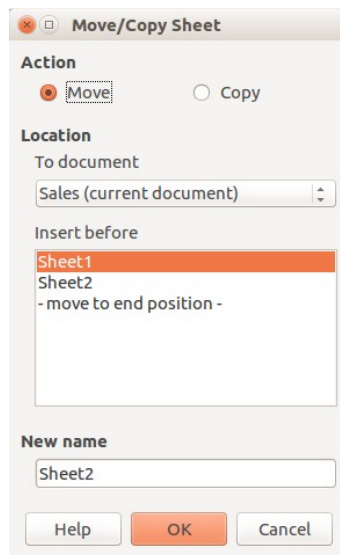 Move/Copy Sheet
Action
Move Copy
Location
To document
Sales (current document)
Insert before
Sheet1
Sheet2
- move to end position -
New name
Sheet2
Help OK Cancel